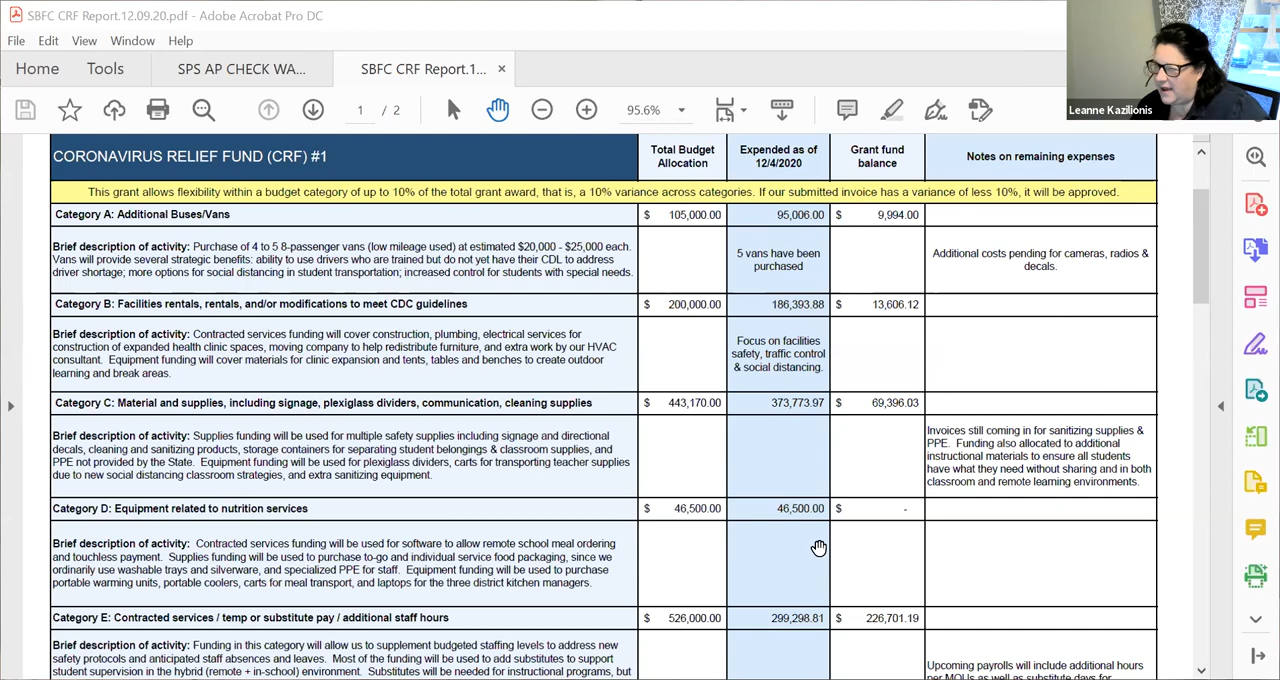 SBFC CRF Report.12.09.20.pdf - Adobe Acrobat Pro DC
File Edit View Window Help
Home Tools SPS AP CHECK WA... SBFC CRF Report.1... ×
1 / 2 95.6%
Leanne Kazilionis
CORONAVIRUS RELIEF FUND (CRF) #1
Total Budget
Allocation
Expended as of
12/4/2020
Grant fund
balance
Notes on remaining expenses
This grant allows flexibility within a budget category of up to 10% of the total grant award, that is, a 10% variance across categories. If our submitted invoice has a variance of less 10%, it will be approved.
Category A: Additional Buses/Vans $ 105,000.00 95,006.00 $ 9,994.00
Brief description of activity: Purchase of 4 to 5 8-passenger vans (low mileage used) at estimated $20,000 - $25,000 each.
Vans will provide several strategic benefits: ability to use drivers who are trained but do not yet have their CDL to address
driver shortage; more options for social distancing in student transportation; increased control for students with special needs.
5 vans have been
purchased
Additional costs pending for cameras, radios &
decals.
Category B: Facilities rentals, rentals, and/or modifications to meet CDC guidelines $ 200,000.00 186,393.88 $ 13,606.12
Brief description of activity: Contracted services funding will cover construction, plumbing, electrical services for
construction of expanded health clinic spaces, moving company to help redistribute furniture, and extra work by our HVAC
consultant. Equipment funding will cover materials for clinic expansion and tents, tables and benches to create outdoor
learning and break areas.
Focus on facilities
safety, traffic control
& social distancing.
Category C: Material and supplies, including signage, plexiglass dividers, communication, cleaning supplies $ 443,170.00 373,773.97 $ 69,396.03
Brief description of activity: Supplies funding will be used for multiple safety supplies including signage and directional
decals, cleaning and sanitizing products, storage containers for separating student belongings & classroom supplies, and
PPE not provided by the State. Equipment funding will be used for plexiglass dividers, carts for transporting teacher supplies
due to new social distancing classroom strategies, and extra sanitizing equipment.
Invoices still coming in for sanitizing supplies &
PPE. Funding also allocated to additional
instructional materials to ensure all students
have what they need without sharing and in both
classroom and remote learning environments.
Category D: Equipment related to nutrition services $ 46,500.00 46,500.00 $ -
Brief description of activity: Contracted services funding will be used for software to allow remote school meal ordering
and touchless payment. Supplies funding will be used to purchase to-go and individual service food packaging, since we
ordinarily use washable trays and silverware, and specialized PPE for staff. Equipment funding will be used to purchase
portable warming units, portable coolers, carts for meal transport, and laptops for the three district kitchen managers.
Category E: Contracted services / temp or substitute pay / additional staff hours $ 526,000.00 299,298.81 $ 226,701.19
Brief description of activity: Funding in this category will allow us to supplement budgeted staffing levels to address new
safety protocols and anticipated staff absences and leaves. Most of the funding will be used to add substitutes to support
student supervision in the hybrid (remote + in-school) environment. Substitutes will be needed for instructional programs, but
Upcoming payrolls will include additional hours
per MOUs as well as substitute days for